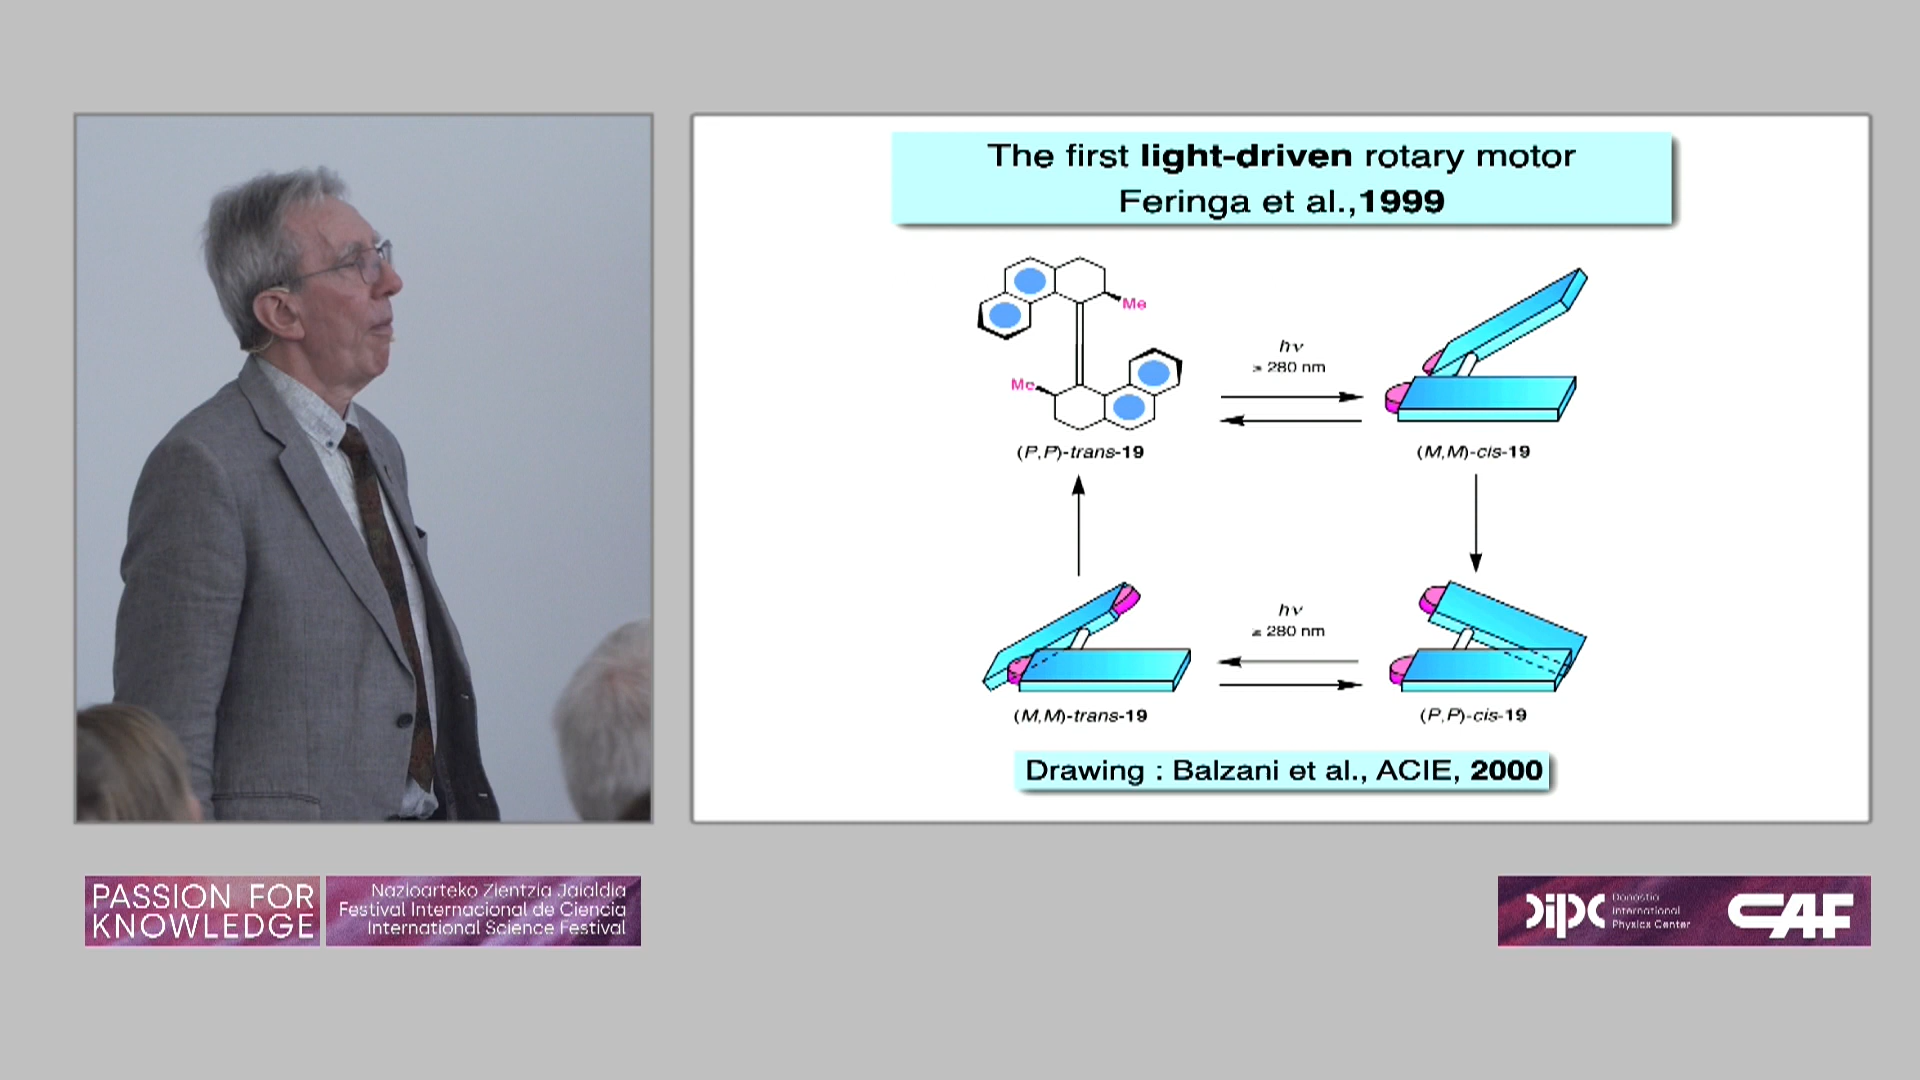 The first light-driven rotary motor
Feringa et al.,1999
Me
Me
hν
≥ 280 nm
(P,P)-trans-19
(M,M)-cis-19
hν
≥ 280 nm
(M,M)-trans-19
(P,P)-cis-19
Drawing : Balzani et al., ACIE, 2000
PASSION FOR
KNOWLEDGE
Nazioarteko Zientzia Jaialdia
Festival Internacional de Ciencia
International Science Festival
dipc
Donostia
International
Physics Center
CAF